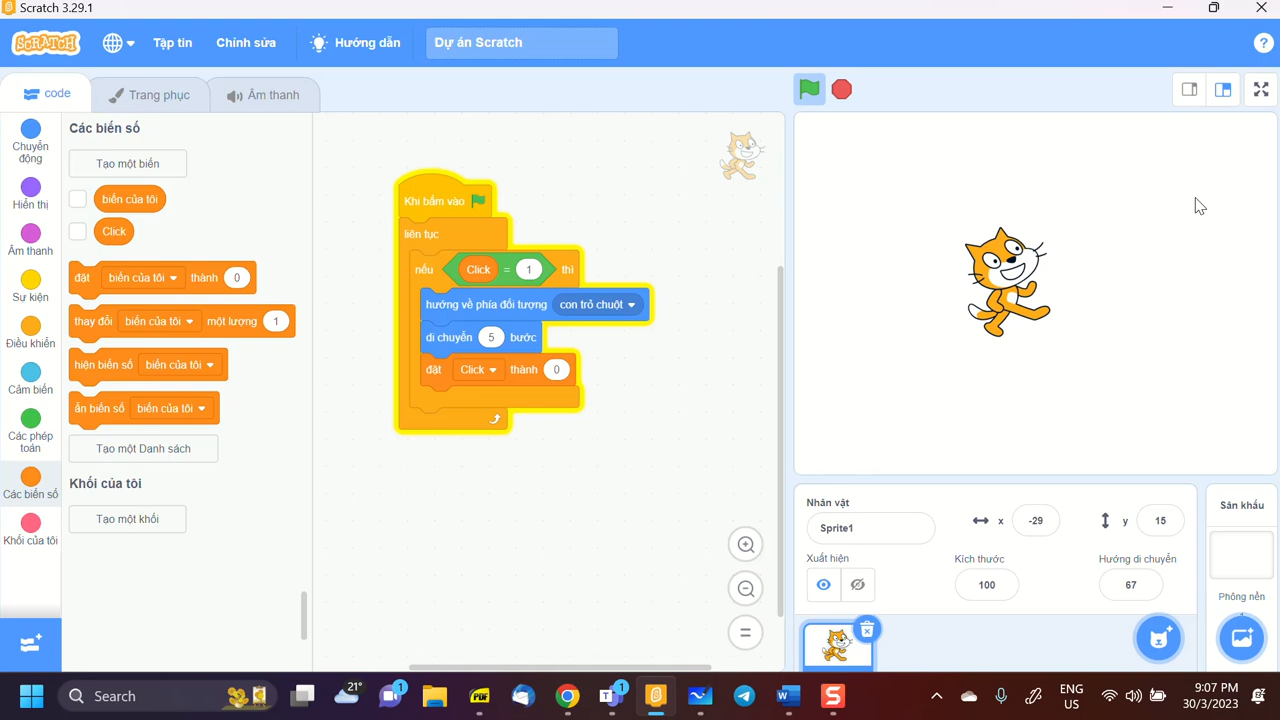 Scratch 3.29.1
SCRATCH
Tập tin
Chỉnh sửa
Hướng dẫn
Dự án Scratch
?
code
Trang phục
Âm thanh
Chuyển động
Hiển thị
Âm thanh
Sự kiện
Điều khiển
Cảm biến
Các phép toán
Các biến số
Khối của tôi
Các biến số
Tạo một biến
biến của tôi
Click
đặt biến của tôi thành 0
thay đổi biến của tôi một lượng 1
hiện biến số biến của tôi
ẩn biến số biến của tôi
Tạo một Danh sách
Khối của tôi
Tạo một khối
Khi bấm vào
liên tục
nếu Click = 1 thì
hướng về phía đối tượng con trỏ chuột
di chuyển 5 bước
đặt Click thành 0
Nhân vật
Sprite1
x -29
y 15
Xuất hiện
Kích thước
100
Hướng di chuyển
67
Sân khấu
Phông nền
Search
21°
1
PDF
1
ENG
US
9:07 PM
30/3/2023